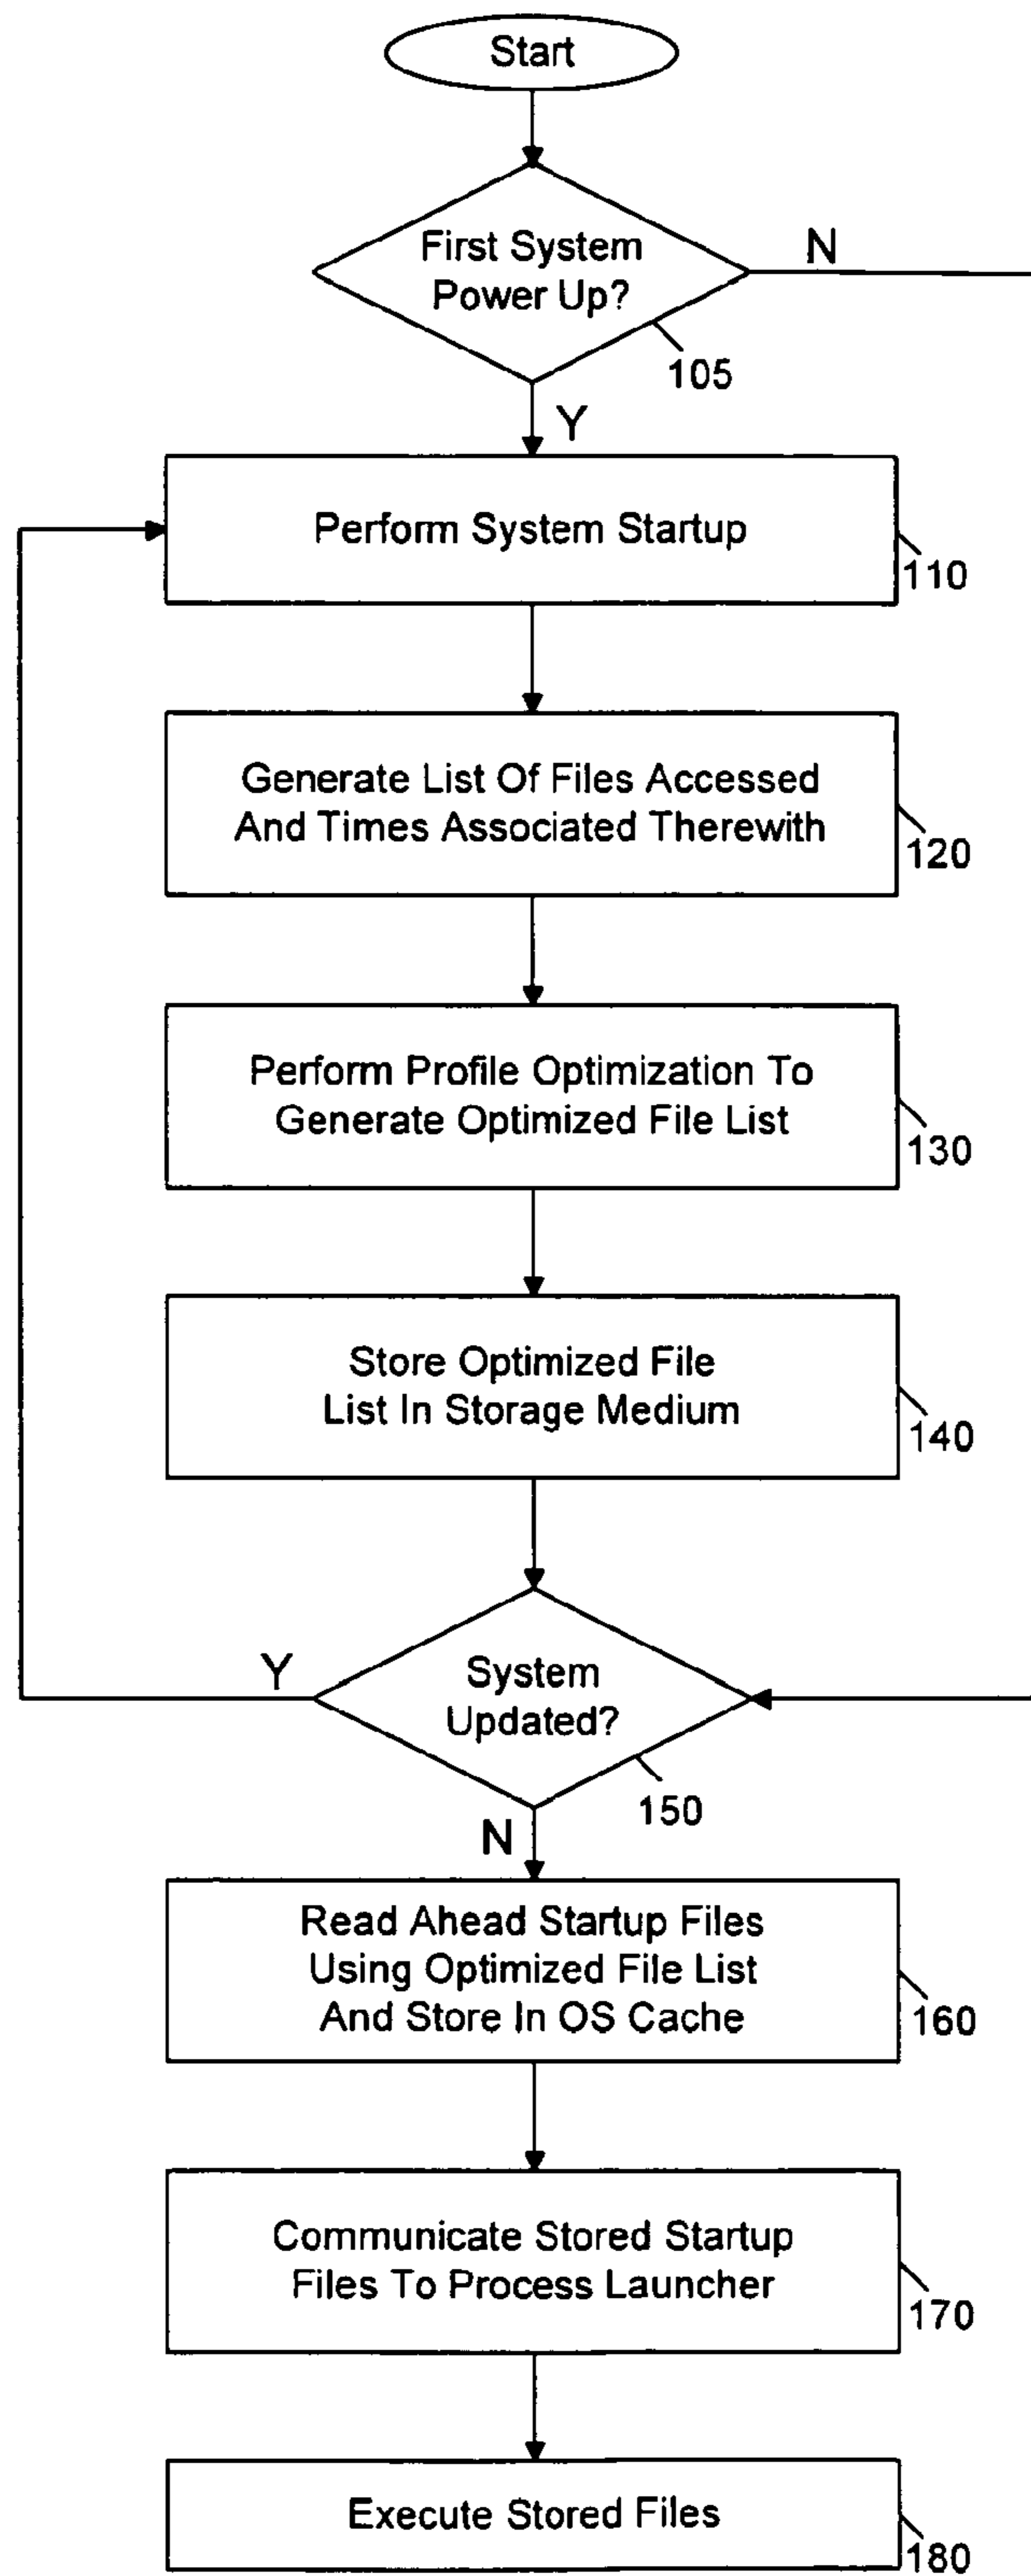 Start
First System
Power Up?
N
105
Y
Perform System Startup
110
Generate List Of Files Accessed
And Times Associated Therewith
120
Perform Profile Optimization To
Generate Optimized File List
130
Store Optimized File
List In Storage Medium
140
Y
System
Updated?
150
N
Read Ahead Startup Files
Using Optimized File List
And Store In OS Cache
160
Communicate Stored Startup
Files To Process Launcher
170
Execute Stored Files
180